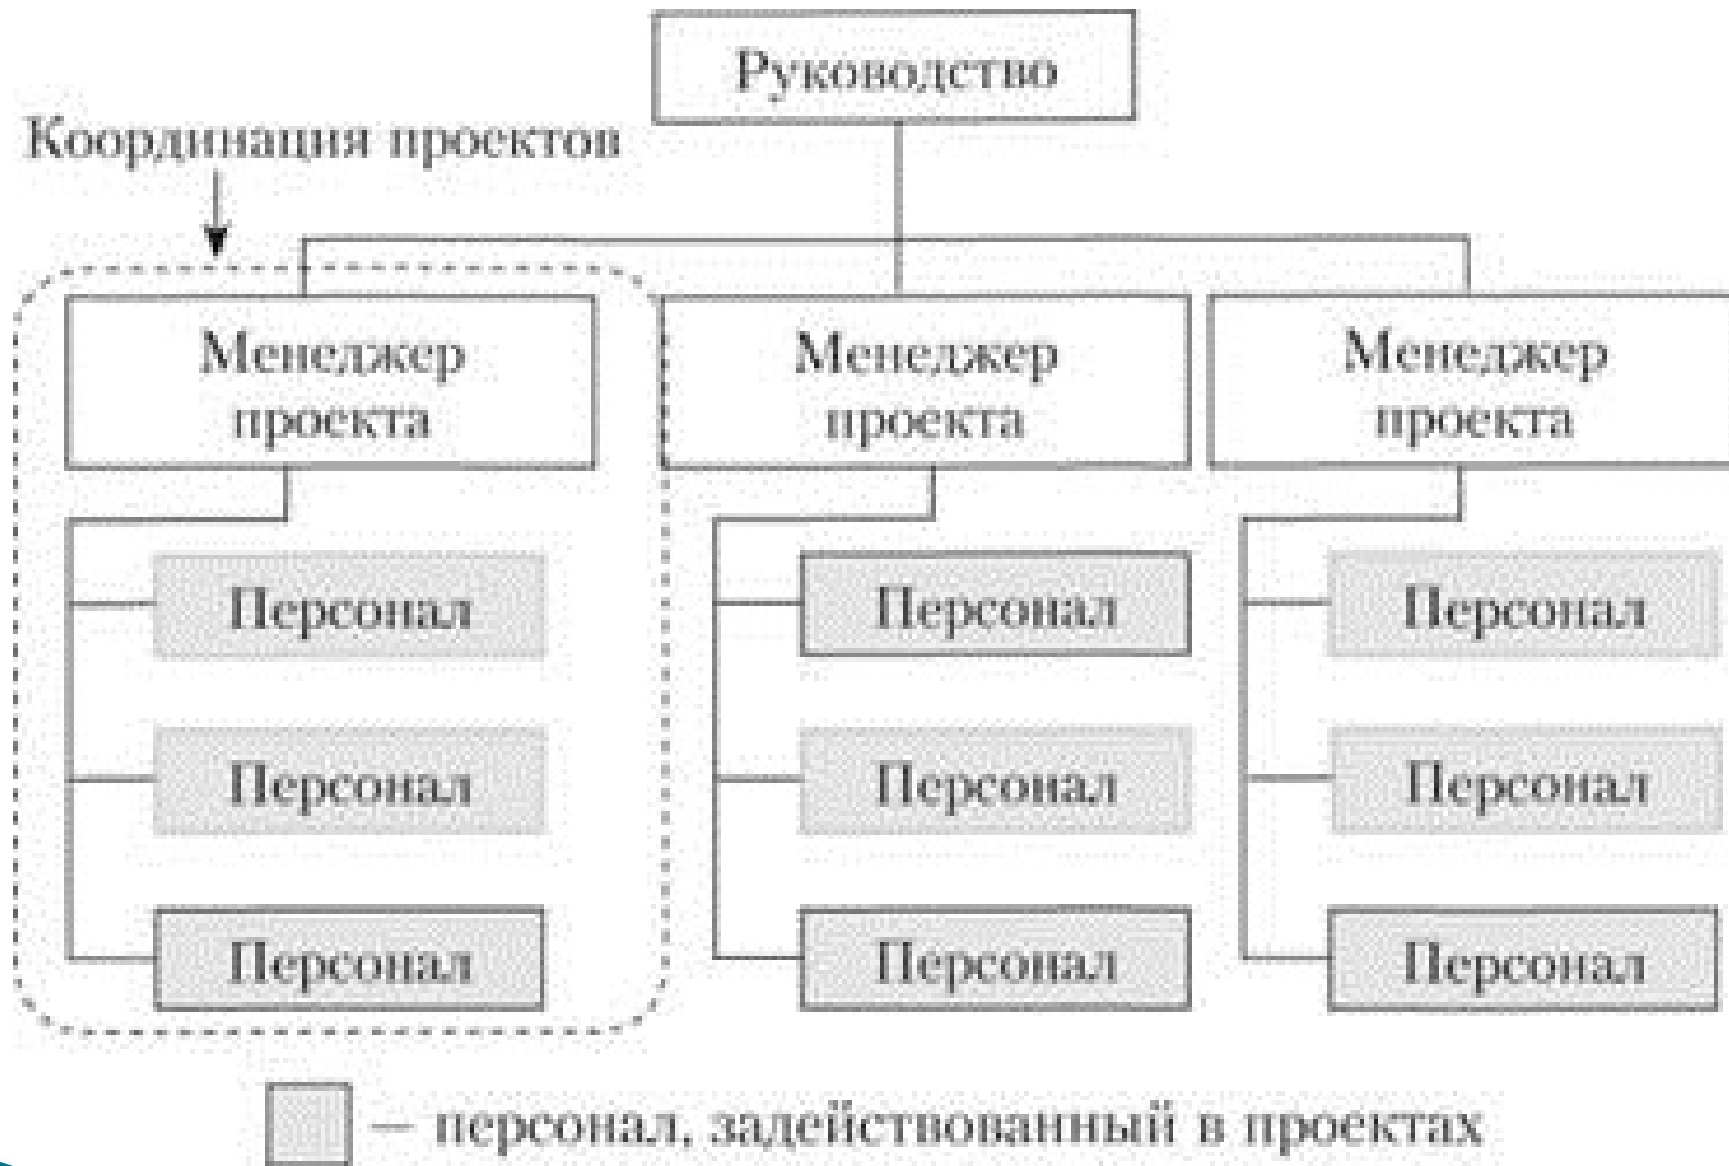 Руководство
Координация проектов
Менеджер
проекта
Менеджер
проекта
Менеджер
проекта
Персонал
Персонал
Персонал
Персонал
Персонал
Персонал
Персонал
Персонал
Персонал
— персонал, задействованный в проектах